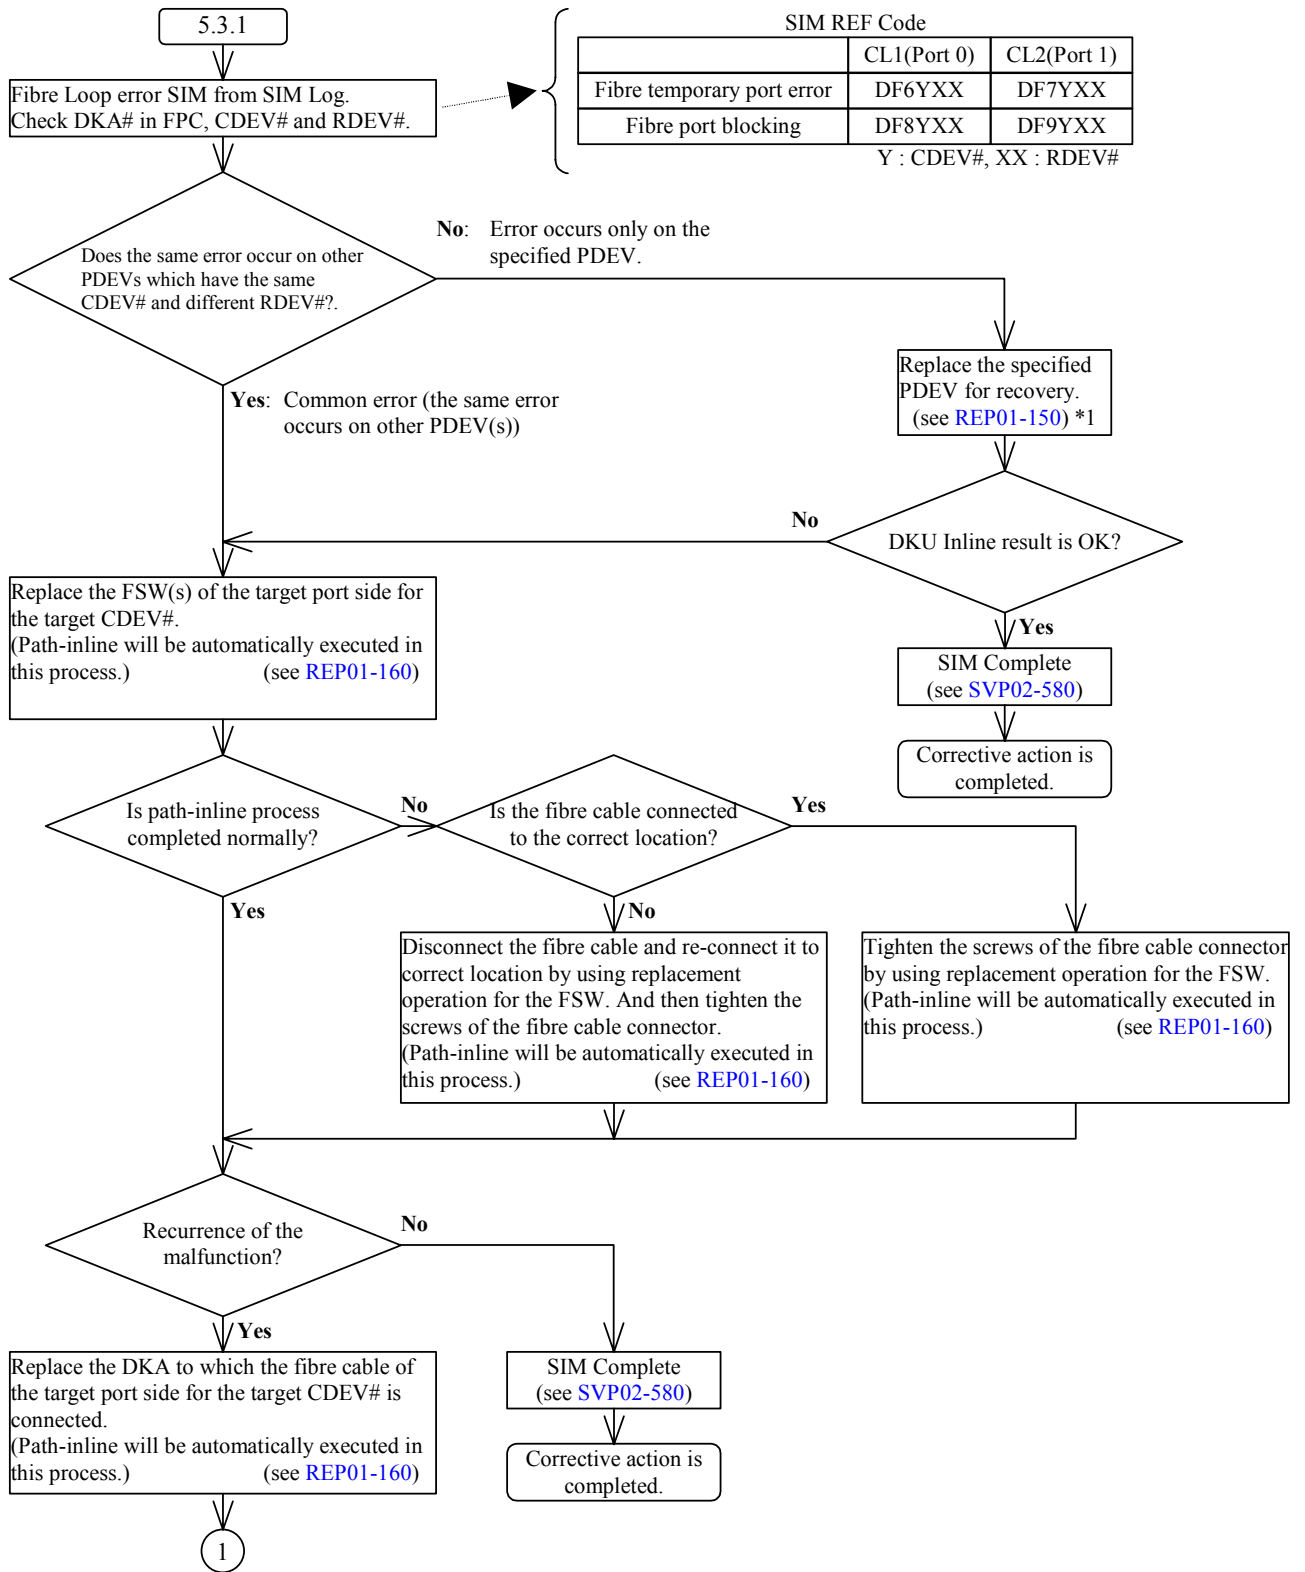 5.3.1
SIM REF Code
CL1(Port 0) CL2(Port 1)
Fibre temporary port error DF6YXX DF7YXX
Fibre port blocking DF8YXX DF9YXX
Y : CDEV#, XX : RDEV#
Fibre Loop error SIM from SIM Log.
Check DKA# in FPC, CDEV# and RDEV#.
Does the same error occur on other
PDEVs which have the same
CDEV# and different RDEV#?.
No: Error occurs only on the
specified PDEV.
Yes: Common error (the same error
occurs on other PDEV(s))
Replace the specified
PDEV for recovery.
(see REP01-150) *1
DKU Inline result is OK?
No
Yes
SIM Complete
(see SVP02-580)
Corrective action is
completed.
Replace the FSW(s) of the target port side for
the target CDEV#.
(Path-inline will be automatically executed in
this process.) (see REP01-160)
Is path-inline process
completed normally?
No
Yes
Is the fibre cable connected
to the correct location?
Yes
No
Disconnect the fibre cable and re-connect it to
correct location by using replacement
operation for the FSW. And then tighten the
screws of the fibre cable connector.
(Path-inline will be automatically executed in
this process.) (see REP01-160)
Tighten the screws of the fibre cable connector
by using replacement operation for the FSW.
(Path-inline will be automatically executed in
this process.) (see REP01-160)
Recurrence of the
malfunction?
No
Yes
Replace the DKA to which the fibre cable of
the target port side for the target CDEV# is
connected.
(Path-inline will be automatically executed in
this process.) (see REP01-160)
SIM Complete
(see SVP02-580)
Corrective action is
completed.
1